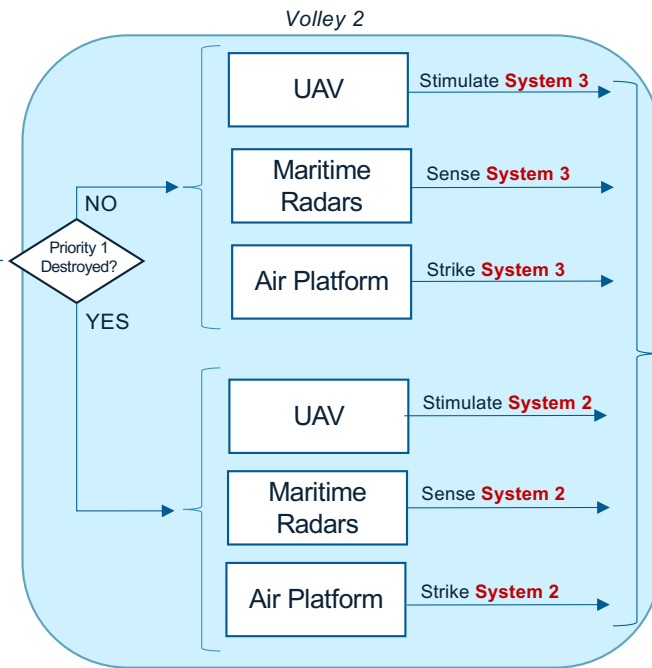 Volley 2
UAV
Stimulate System 3
Maritime
Radars
Sense System 3
NO
Priority 1
Destroyed?
Air Platform
Strike System 3
YES
UAV
Stimulate System 2
Maritime
Radars
Sense System 2
Air Platform
Strike System 2